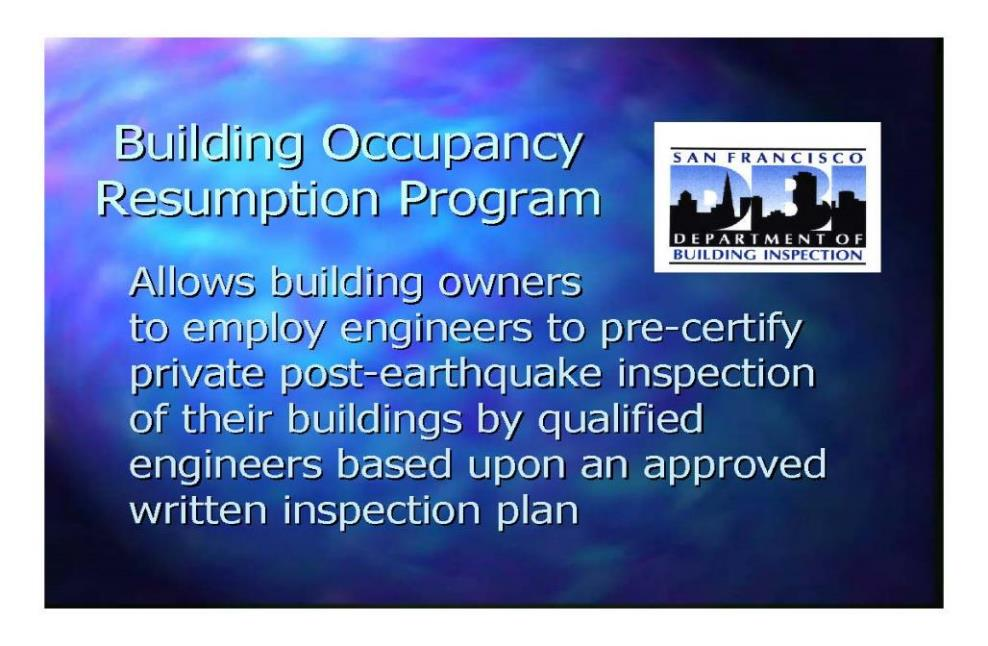 Building Occupancy
Resumption Program
SAN FRANCISCO
DBI
DEPARTMENT OF
BUILDING INSPECTION
Allows building owners
to employ engineers to pre-certify
private post-earthquake inspection
of their buildings by qualified
engineers based upon an approved
written inspection plan